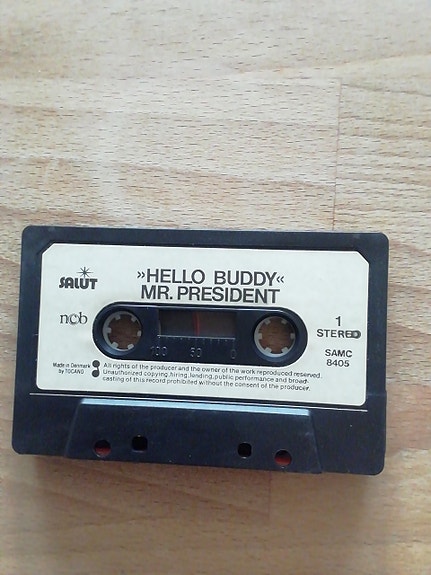 SALUT
»HELLO BUDDY«
MR. PRESIDENT
ncb
1
STEREO
100 50 0
SAMC
8405
Made in Denmark
by TOCANO
All rights of the producer and the owner of the work reproduced reserved.
Unauthorized copying, hiring, lending, public performance and broad-
casting of this record prohibited without the consent of the producer.